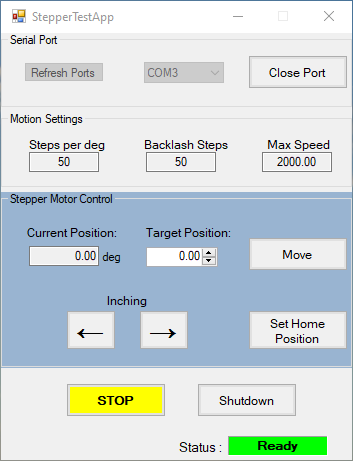 StepperTestApp
Serial Port
Refresh Ports COM3 Close Port
Motion Settings
Steps per deg Backlash Steps Max Speed
50 50 2000.00
Stepper Motor Control
Current Position: Target Position:
0.00 deg 0.00 Move
Inching
← → Set Home
Position
STOP Shutdown
Status : Ready